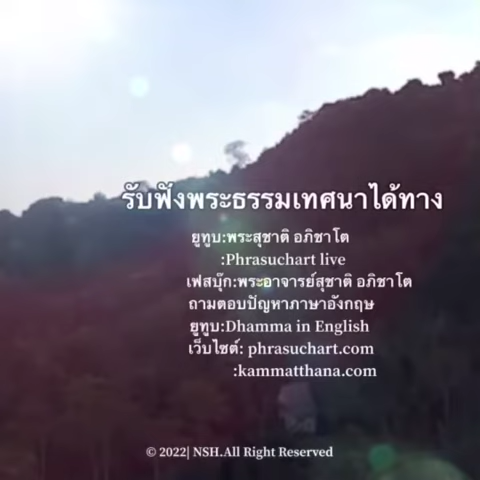 รับฟังพระธรรมเทศนาได้ทาง
ยูทูบ:พระสุชาติ อภิชาโต
:Phrasuchart live
เฟสบุ๊ก:พระอาจารย์สุชาติ อภิชาโต
ถามตอบปัญหาภาษาอังกฤษ
ยูทูบ:Dhamma in English
เว็บไซต์: phrasuchart.com
:kammatthana.com
© 2022| NSH.All Right Reserved